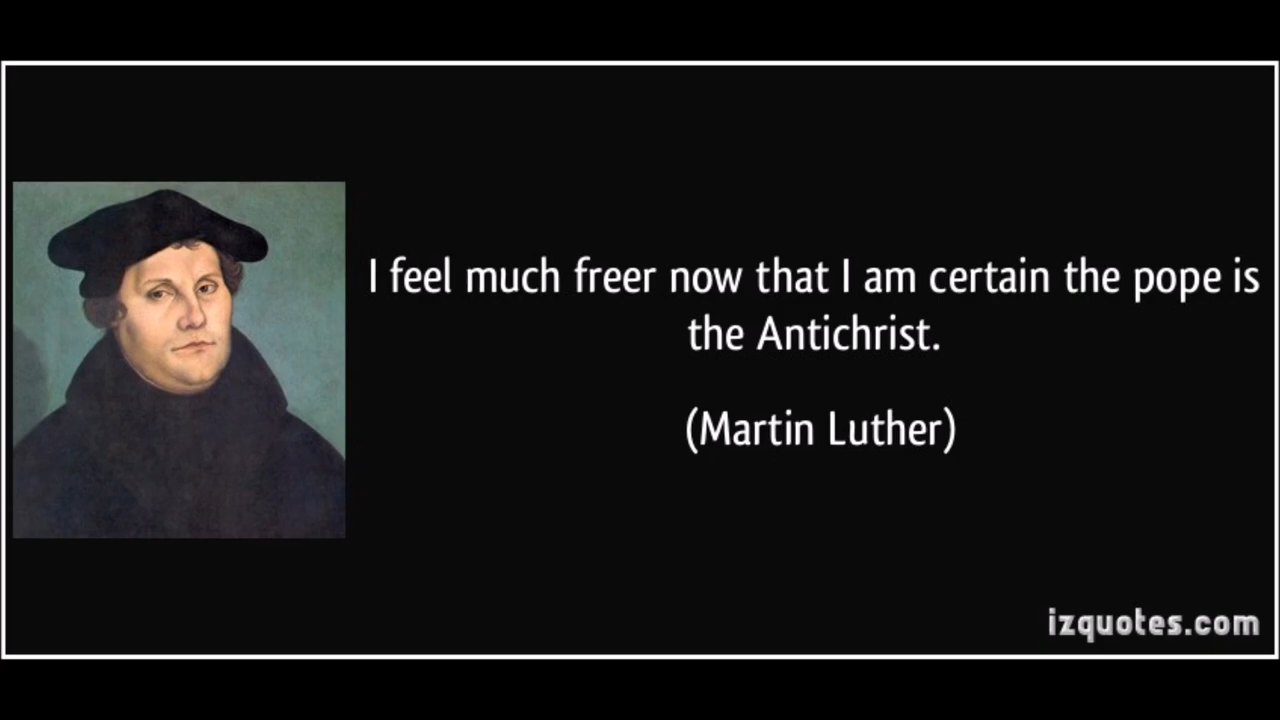 I feel much freer now that I am certain the pope is
the Antichrist.
(Martin Luther)
izquotes.com